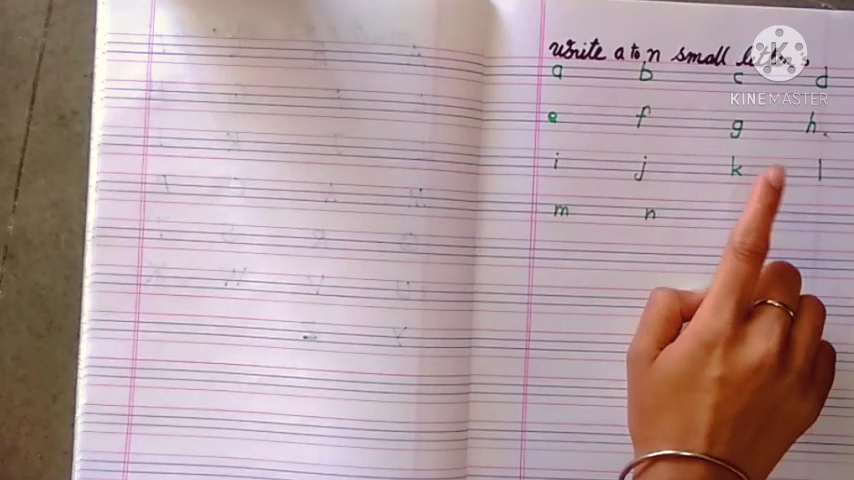 write a to n small letters
a b c d
e f g h.
i j k l
m n
KINEMASTER